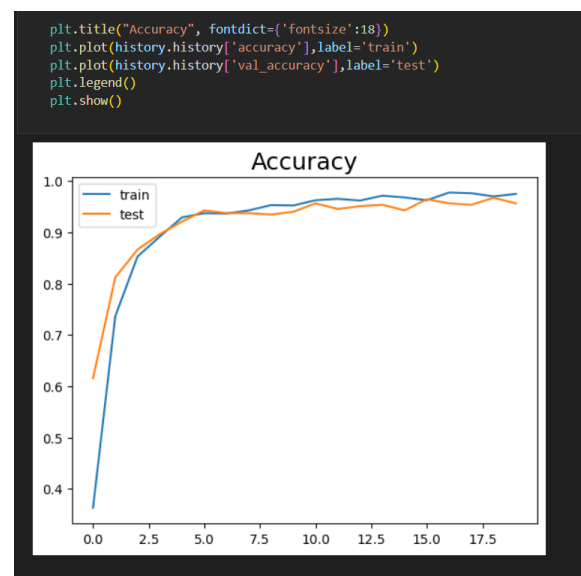 plt.title("Accuracy", fontdict={'fontsize':18})
plt.plot(history.history['accuracy'],label='train')
plt.plot(history.history['val_accuracy'],label='test')
plt.legend()
plt.show()
Accuracy
1.0
train
test
0.9
0.8
0.7
0.6
0.5
0.4
0.0 2.5 5.0 7.5 10.0 12.5 15.0 17.5